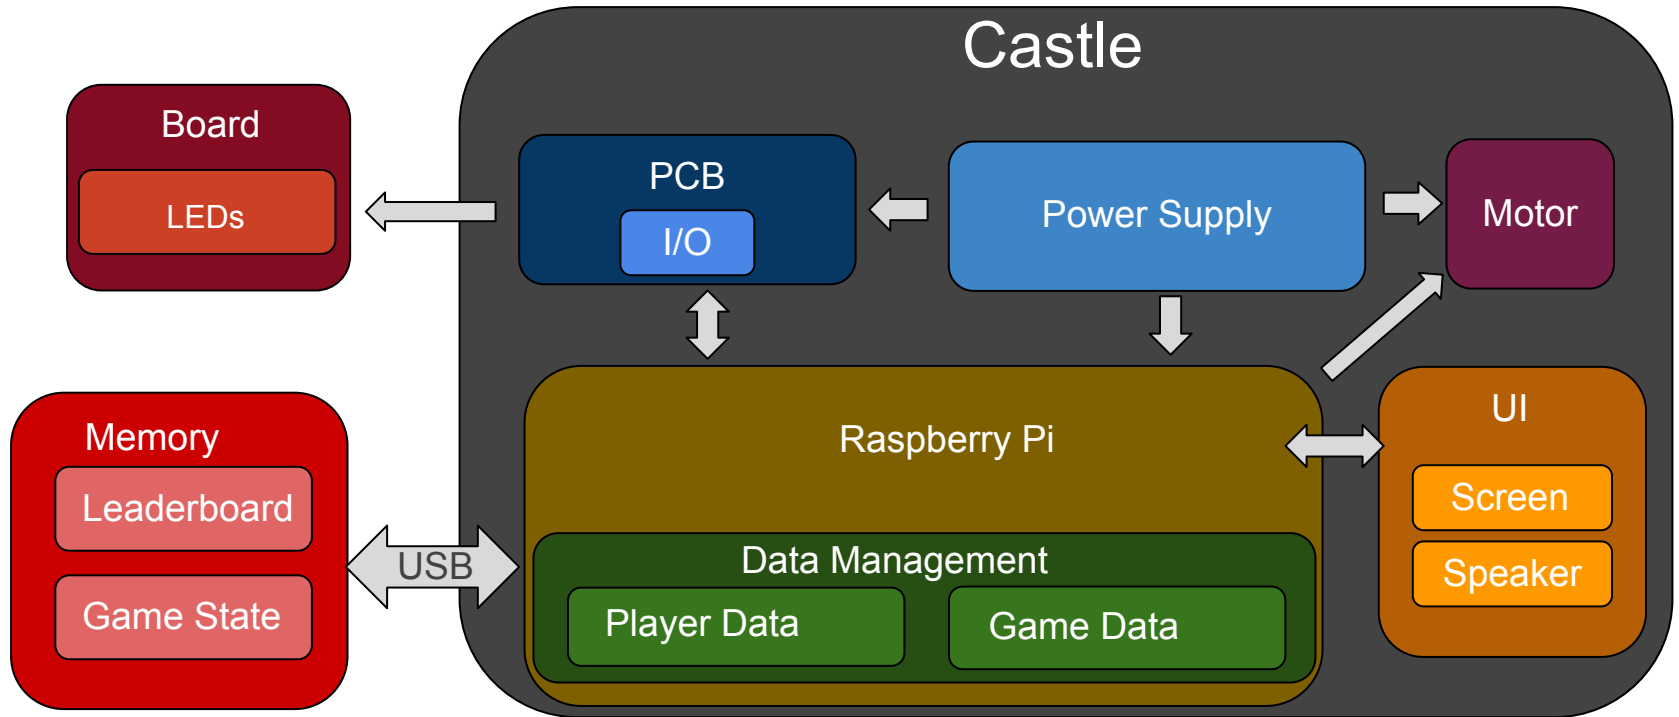 Castle
Board
LEDs
PCB
I/O
Power Supply
Motor
Memory
Leaderboard
Game State
USB
Raspberry Pi
Data Management
Player Data
Game Data
UI
Screen
Speaker